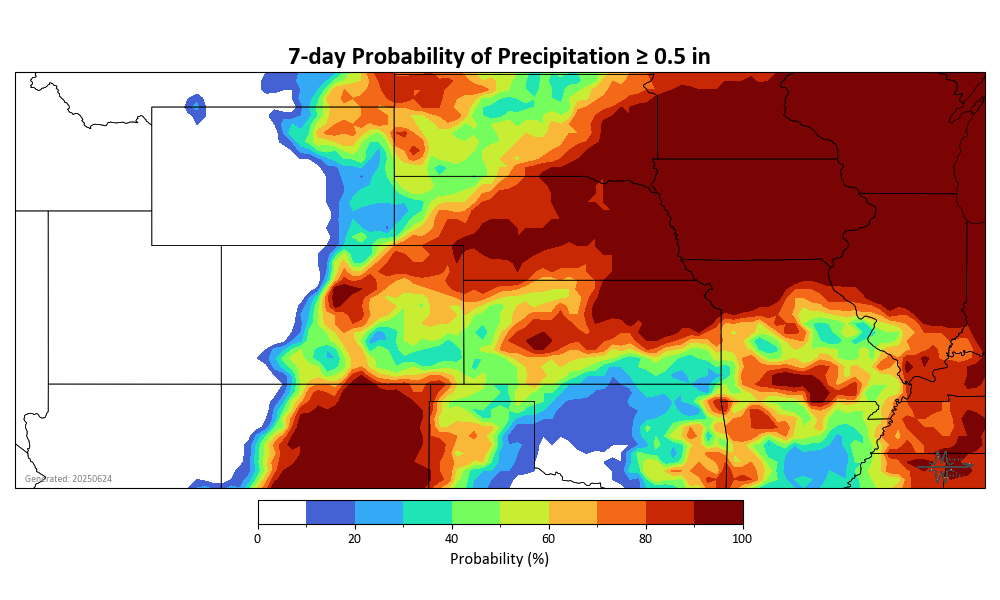 7-day Probability of Precipitation ≥ 0.5 in
Generated: 20250624
0 20 40 60 80 100
Probability (%)